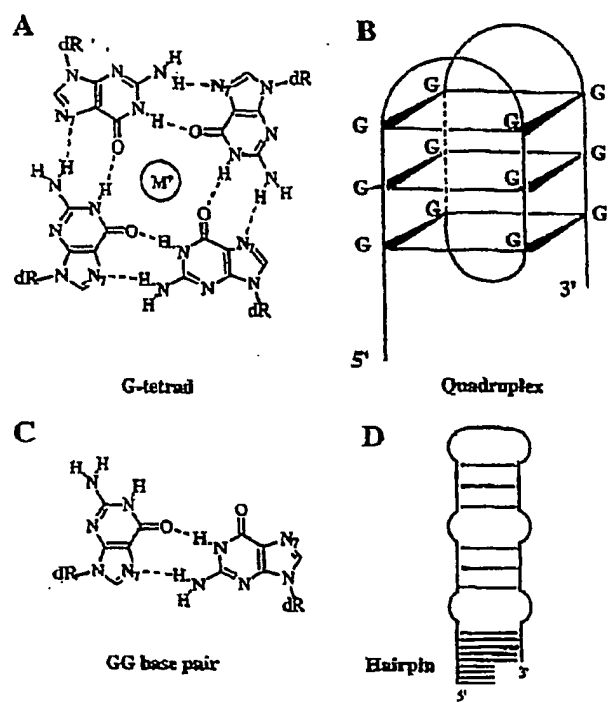 A
dR
H
N
N
N
H
N
N
dR
N7
N
H
O
N
O
N
H
N
N
H
M⁺
H
H
H
N
H
N
H
N
O
H
O
N
N7
N
N
N7
H
N
N
N
dR
H
dR
G-tetrad
B
G
G
G
G
G
G
G
G
G
G
G
G
3'
5'
Quadruplex
C
H
N
H
H
N
N
O
H
O
N
N7
N
N7
H
N
N
N
dR
H
dR
GG base pair
D
Hairpin
3'
5'